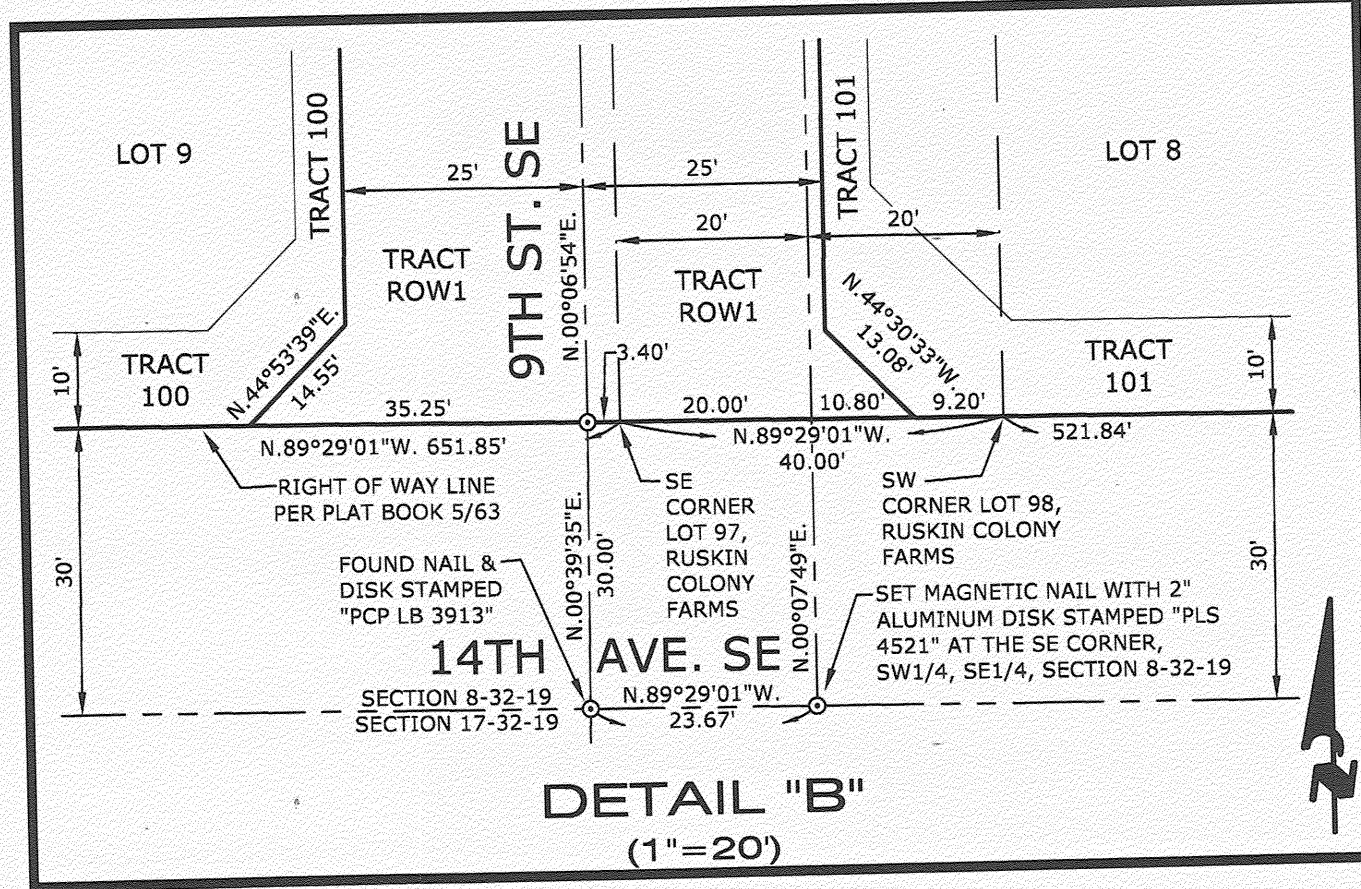 LOT 9
TRACT 100
25'
9TH ST. SE
25'
TRACT 101
LOT 8
20'
20'
TRACT
ROW1
N.00°06'54"E.
TRACT
ROW1
N.44°53'39"E.
14.55'
N.44°30'33"W.
13.08'
10'
TRACT
100
3.40'
TRACT
101
10'
35.25'
20.00'
10.80'
9.20'
N.89°29'01"W. 651.85'
N.89°29'01"W.
40.00'
521.84'
RIGHT OF WAY LINE
PER PLAT BOOK 5/63
SE
CORNER
LOT 97,
RUSKIN
COLONY
FARMS
SW
CORNER LOT 98,
RUSKIN COLONY
FARMS
30'
N.00°39'35"E.
30.00'
N.00°07'49"E.
30'
FOUND NAIL &
DISK STAMPED
"PCP LB 3913"
SET MAGNETIC NAIL WITH 2"
ALUMINUM DISK STAMPED "PLS
4521" AT THE SE CORNER,
SW1/4, SE1/4, SECTION 8-32-19
14TH AVE. SE
SECTION 8-32-19
SECTION 17-32-19
N.89°29'01"W.
23.67'
N
DETAIL "B"
(1"=20')